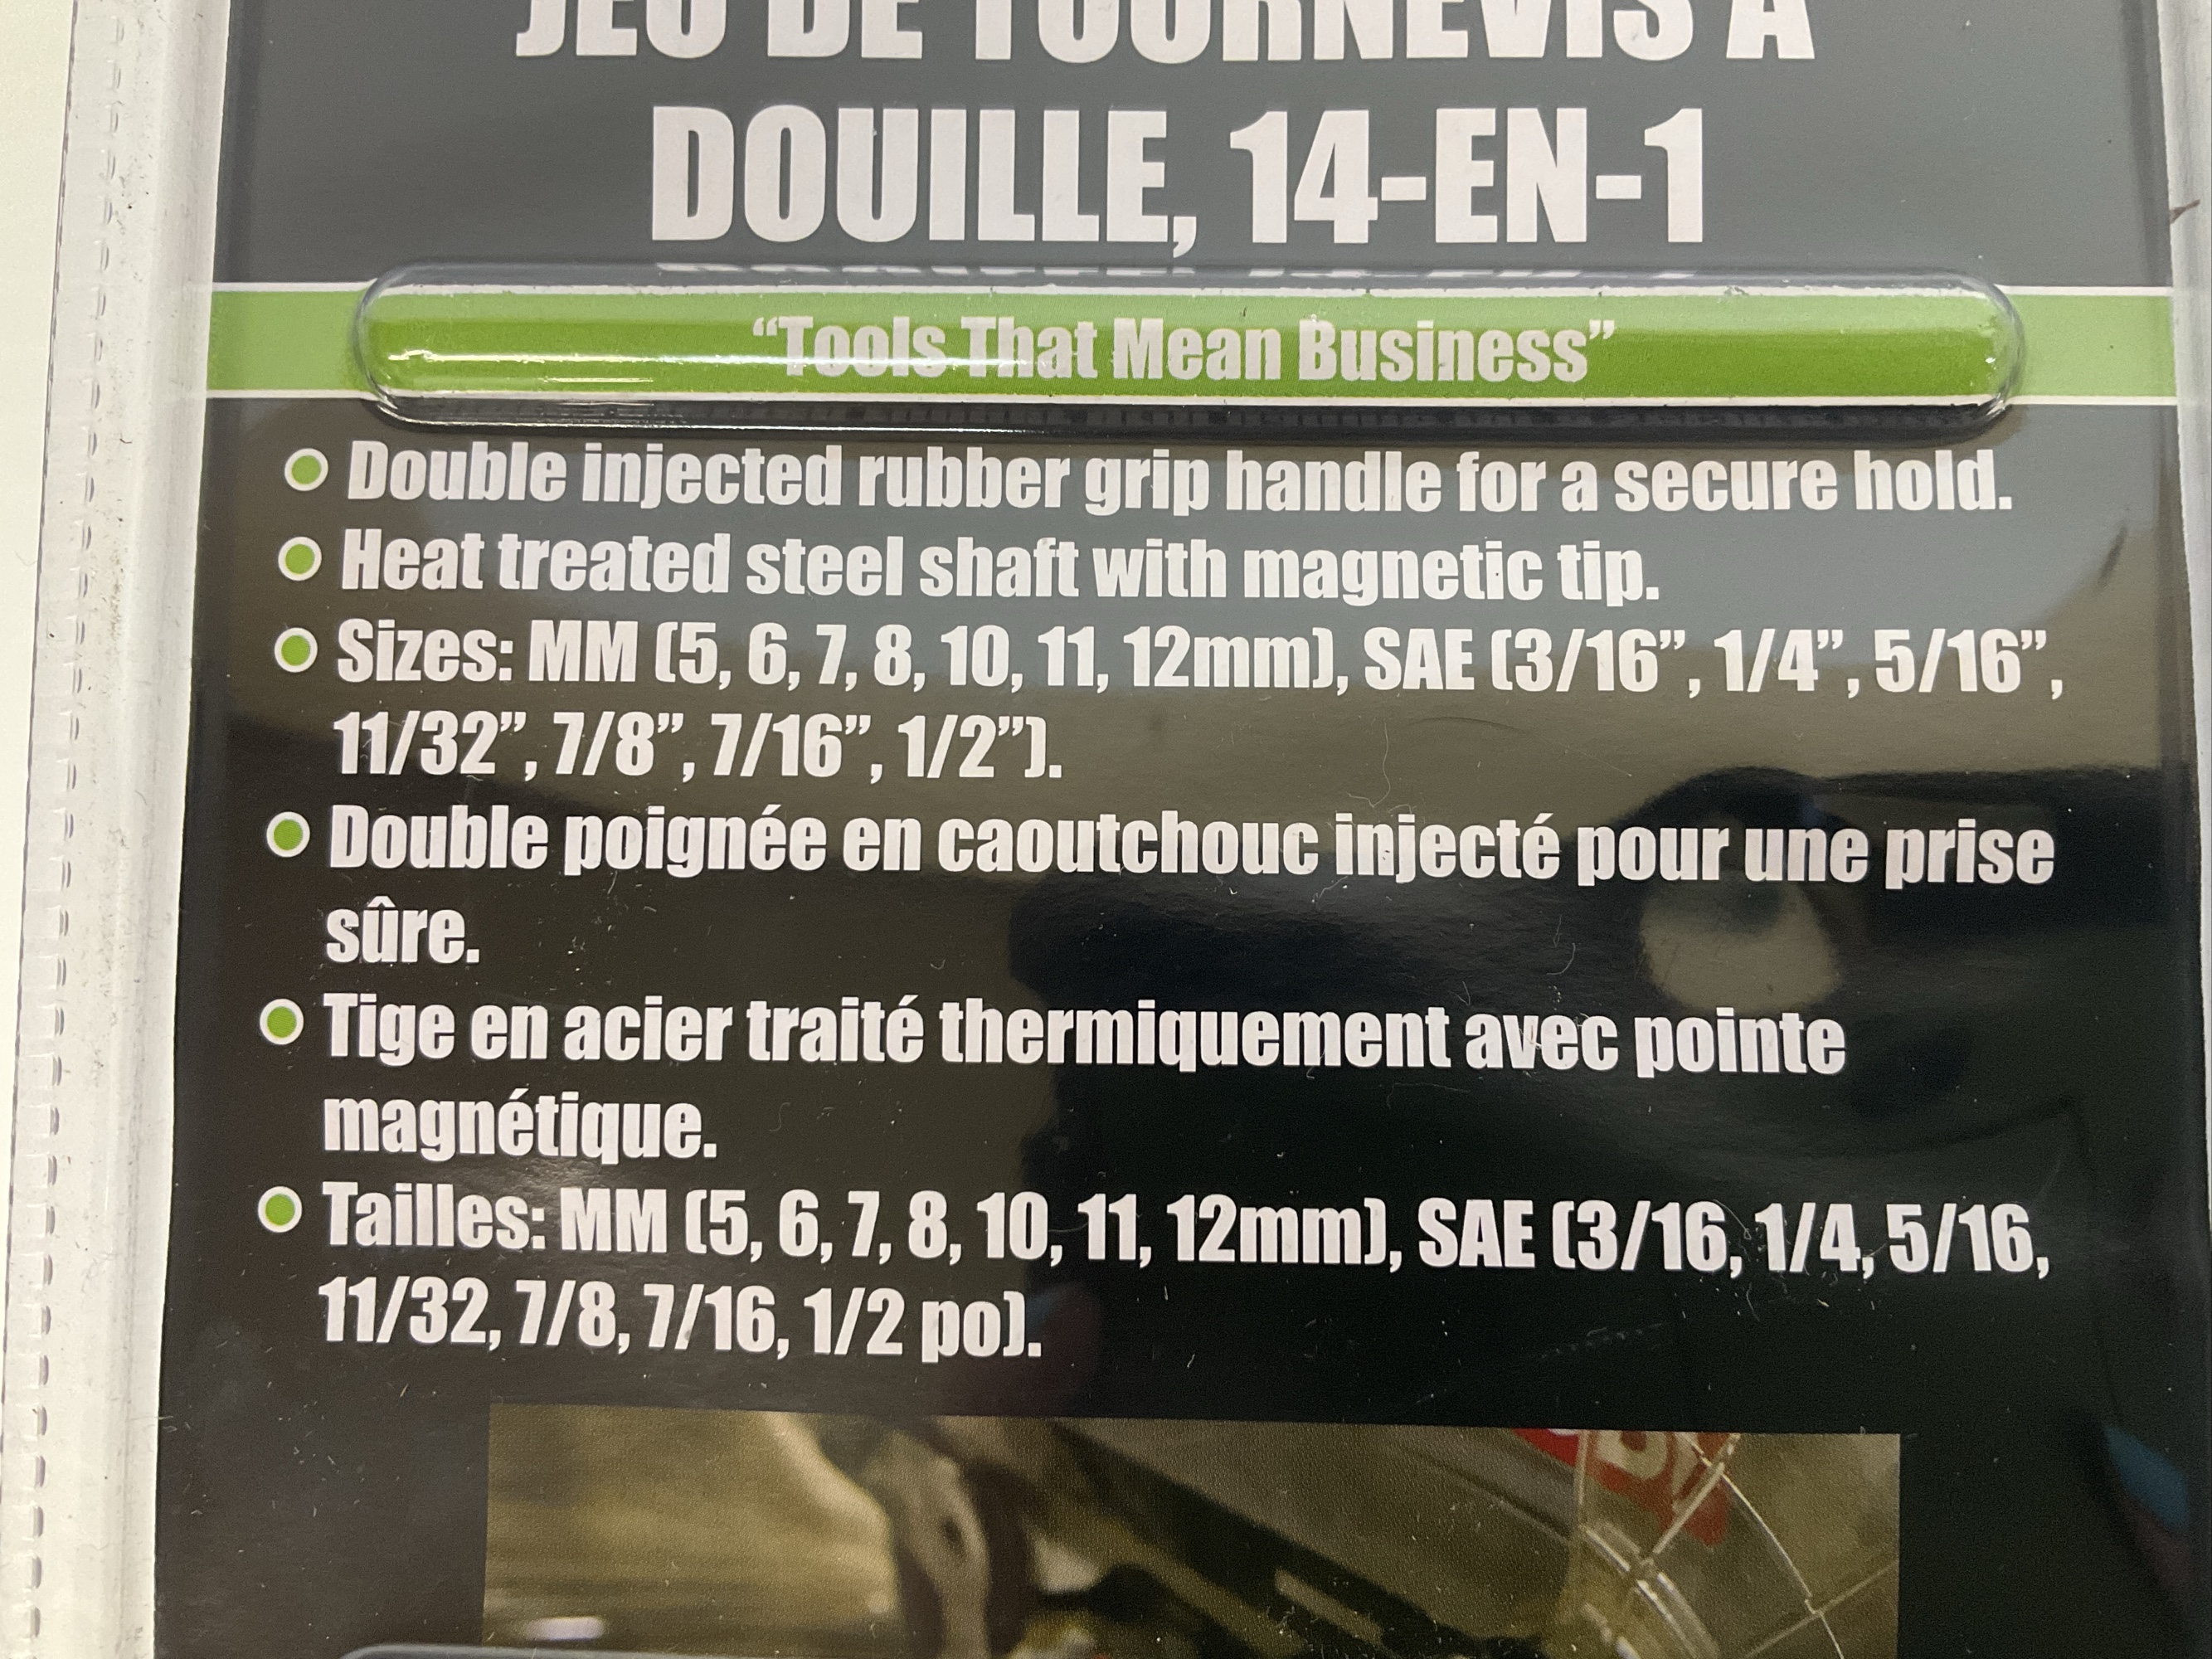 JEU DE TOURNEVIS À
DOUILLE, 14-EN-1
“Tools That Mean Business”
Double injected rubber grip handle for a secure hold.
Heat treated steel shaft with magnetic tip.
Sizes: MM (5, 6, 7, 8, 10, 11, 12mm), SAE (3/16”, 1/4”, 5/16”,
11/32”, 7/8”, 7/16”, 1/2”).
Double poignée en caoutchouc injecté pour une prise
sûre.
Tige en acier traité thermiquement avec pointe
magnétique.
Tailles: MM (5, 6, 7, 8, 10, 11, 12mm), SAE (3/16, 1/4, 5/16,
11/32, 7/8, 7/16, 1/2 po).